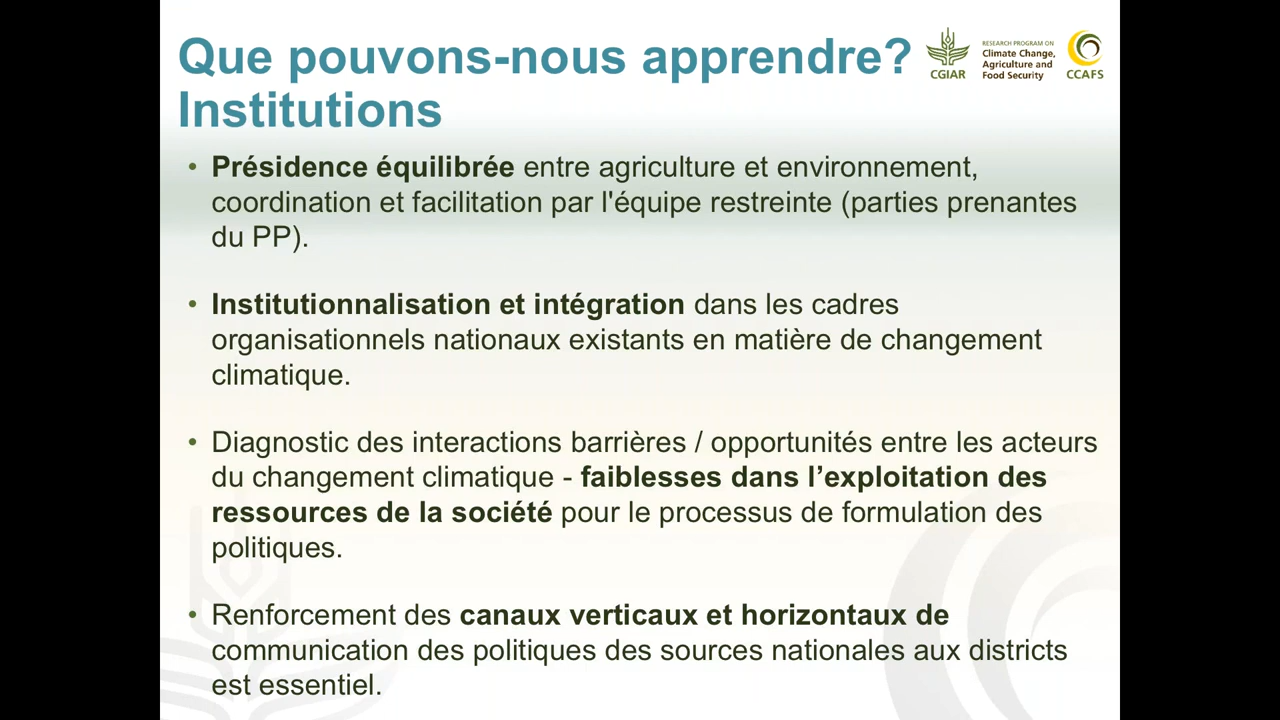 Que pouvons-nous apprendre?
Institutions
CGIAR
RESEARCH PROGRAM ON
Climate Change,
Agriculture and
Food Security
CCAFS
• Présidence équilibrée entre agriculture et environnement,
coordination et facilitation par l'équipe restreinte (parties prenantes
du PP).
• Institutionnalisation et intégration dans les cadres
organisationnels nationaux existants en matière de changement
climatique.
• Diagnostic des interactions barrières / opportunités entre les acteurs
du changement climatique - faiblesses dans l’exploitation des
ressources de la société pour le processus de formulation des
politiques.
• Renforcement des canaux verticaux et horizontaux de
communication des politiques des sources nationales aux districts
est essentiel.